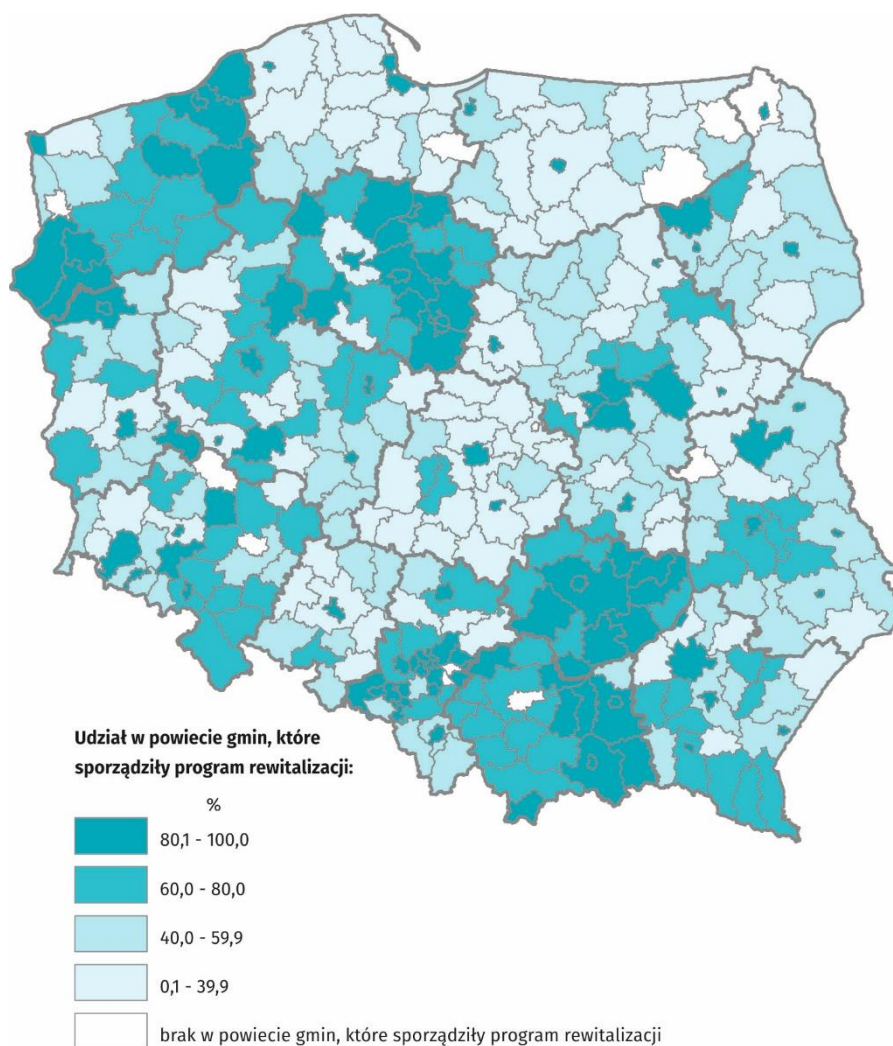 Udział w powiecie gmin, które
sporządziły program rewitalizacji:
%
80,1 - 100,0
60,0 - 80,0
40,0 - 59,9
0,1 - 39,9
brak w powiecie gmin, które sporządziły program rewitalizacji